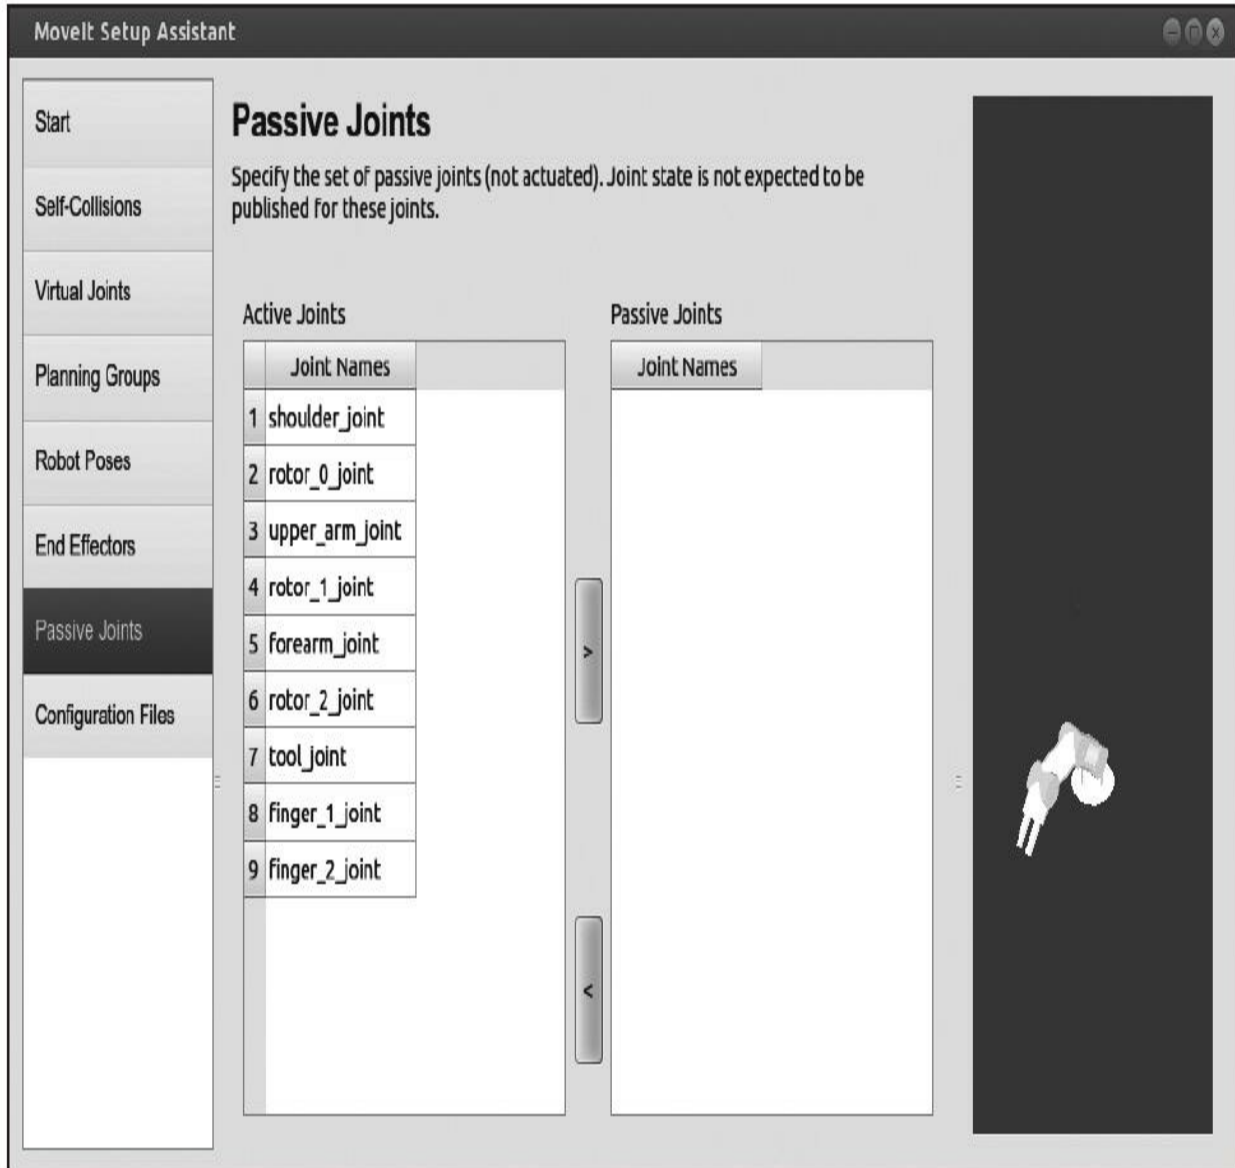 MoveIt Setup Assistant
Start
Self-Collisions
Virtual Joints
Planning Groups
Robot Poses
End Effectors
Passive Joints
Configuration Files
Passive Joints
Specify the set of passive joints (not actuated). Joint state is not expected to be
published for these joints.
Active Joints
Joint Names
1 shoulder_joint
2 rotor_0_joint
3 upper_arm_joint
4 rotor_1_joint
5 forearm_joint
6 rotor_2_joint
7 tool_joint
8 finger_1_joint
9 finger_2_joint
>
<
Passive Joints
Joint Names